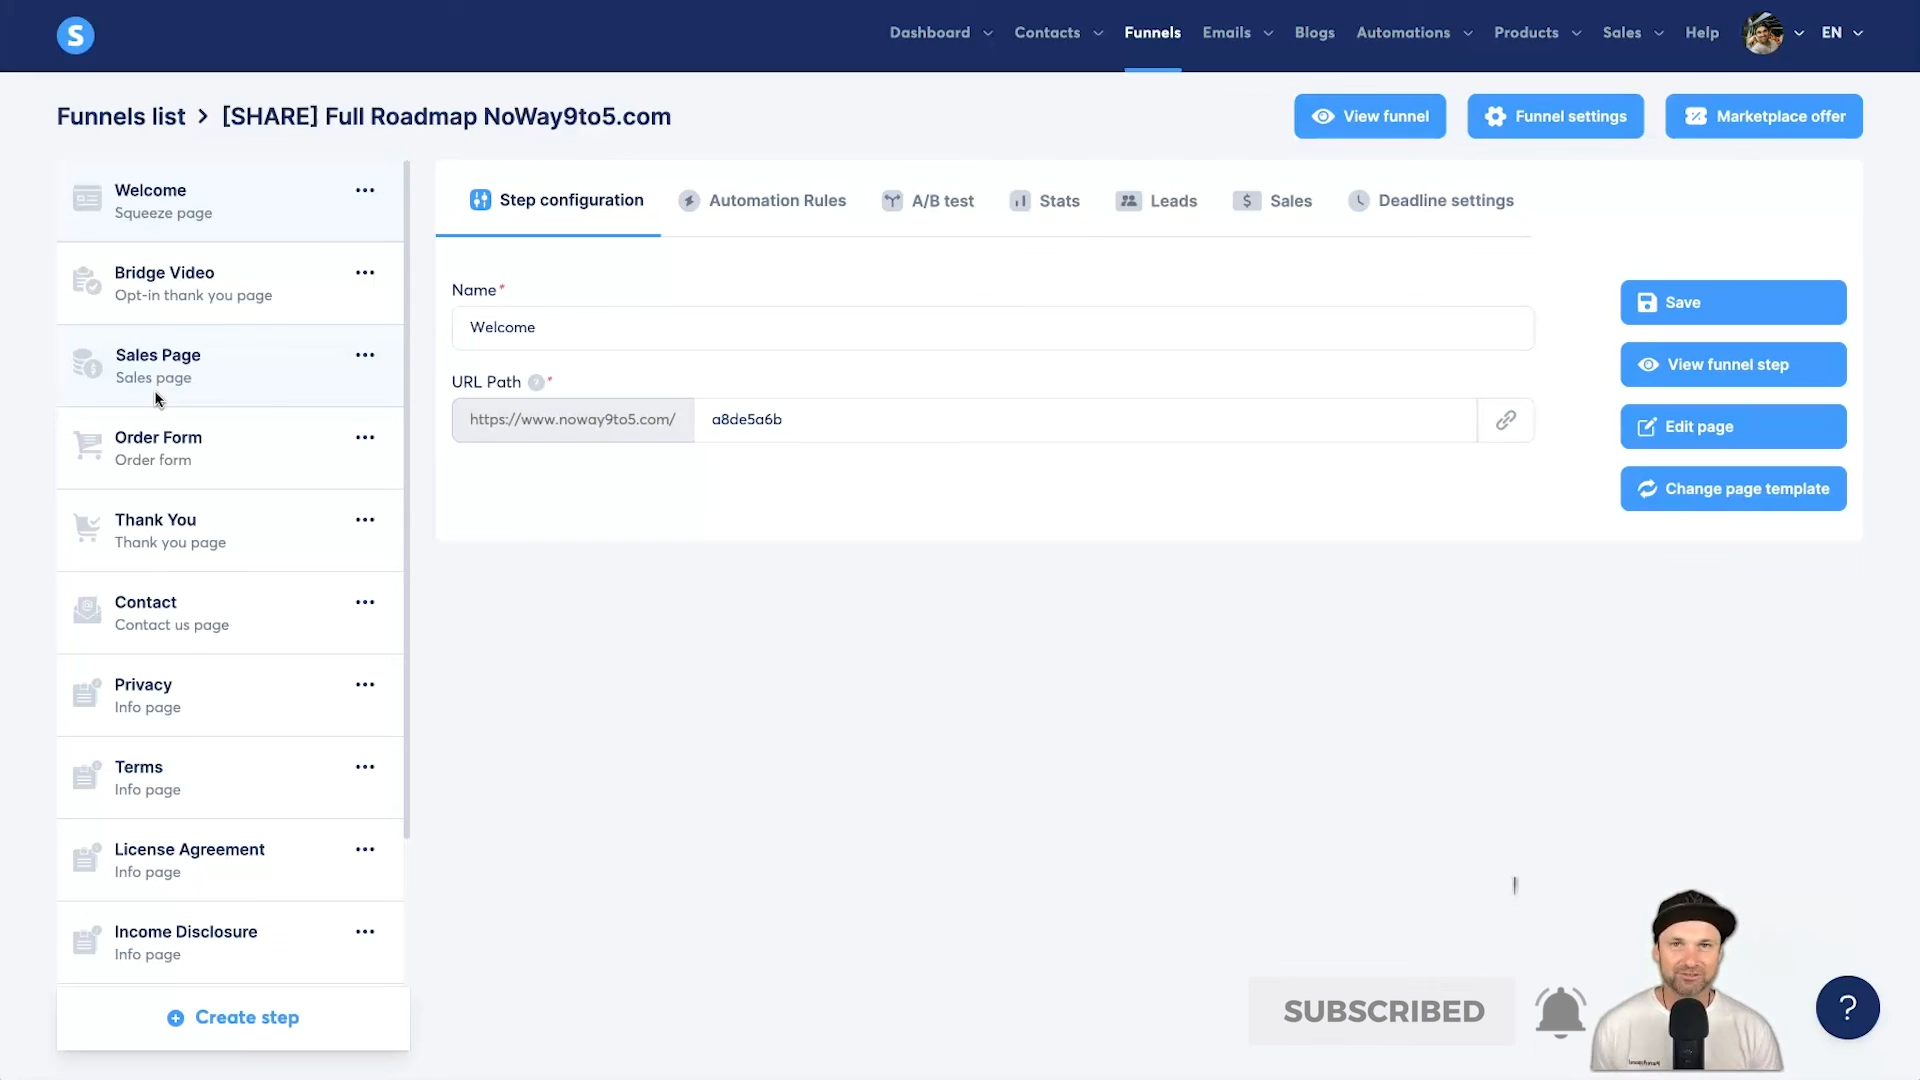 S
Dashboard
Contacts
Funnels
Emails
Blogs
Automations
Products
Sales
Help
EN
Funnels list > [SHARE] Full Roadmap NoWay9to5.com
View funnel
Funnel settings
Marketplace offer
Welcome
Squeeze page
Bridge Video
Opt-in thank you page
Sales Page
Sales page
Order Form
Order form
Thank You
Thank you page
Contact
Contact us page
Privacy
Info page
Terms
Info page
License Agreement
Info page
Income Disclosure
Info page
Create step
Step configuration
Automation Rules
A/B test
Stats
Leads
$ Sales
Deadline settings
Name*
Welcome
URL Path ?*
https://www.noway9to5.com/
a8de5a6b
Save
View funnel step
Edit page
Change page template
SUBSCRIBED
?